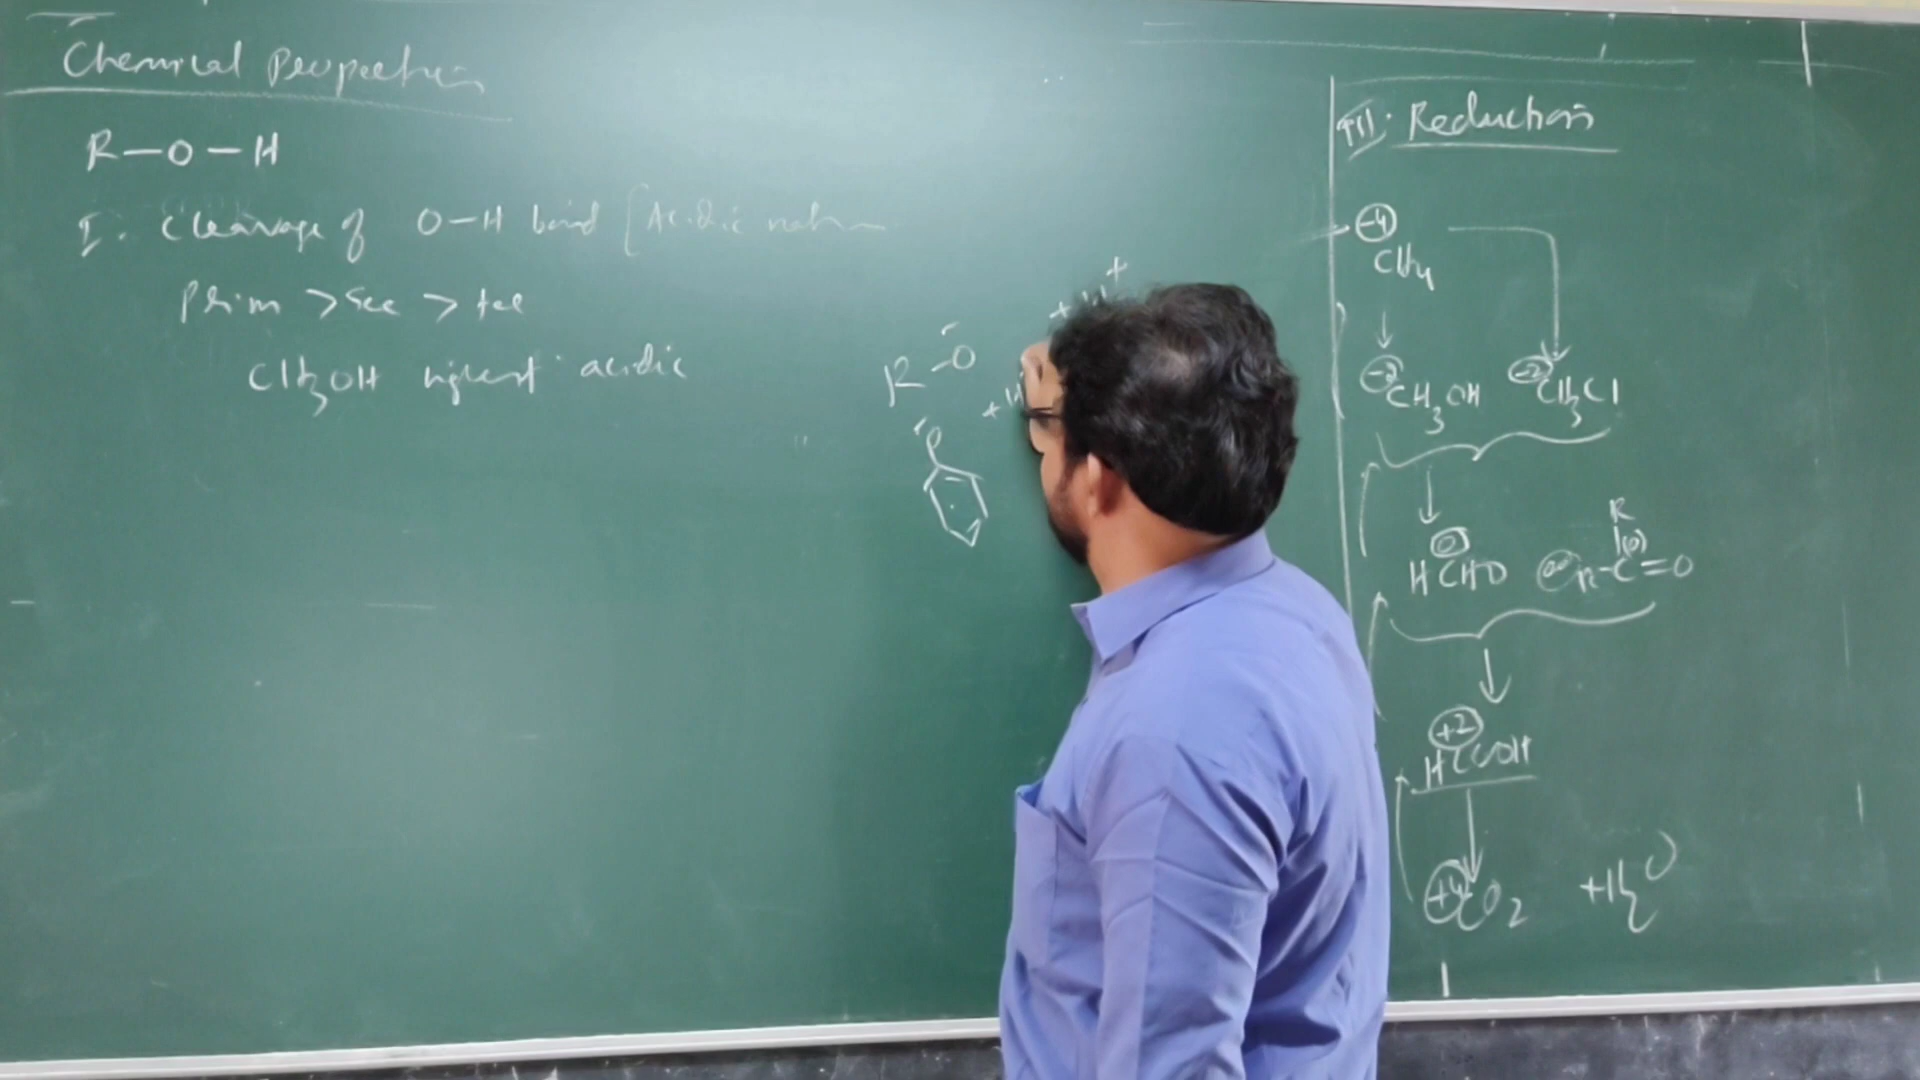 Chemical Properties
R-O-H
I. Cleavage of O-H bond [Acidic nature
Prim > Sec > ter
CH3OH highest acidic
R-O
+H+
III. Reduction
-4
CH4
-2 CH3OH -2 CH3Cl
R
0 (0)
HCHO R-C=O
+2
HCOOH
+4 CO2 +H2O